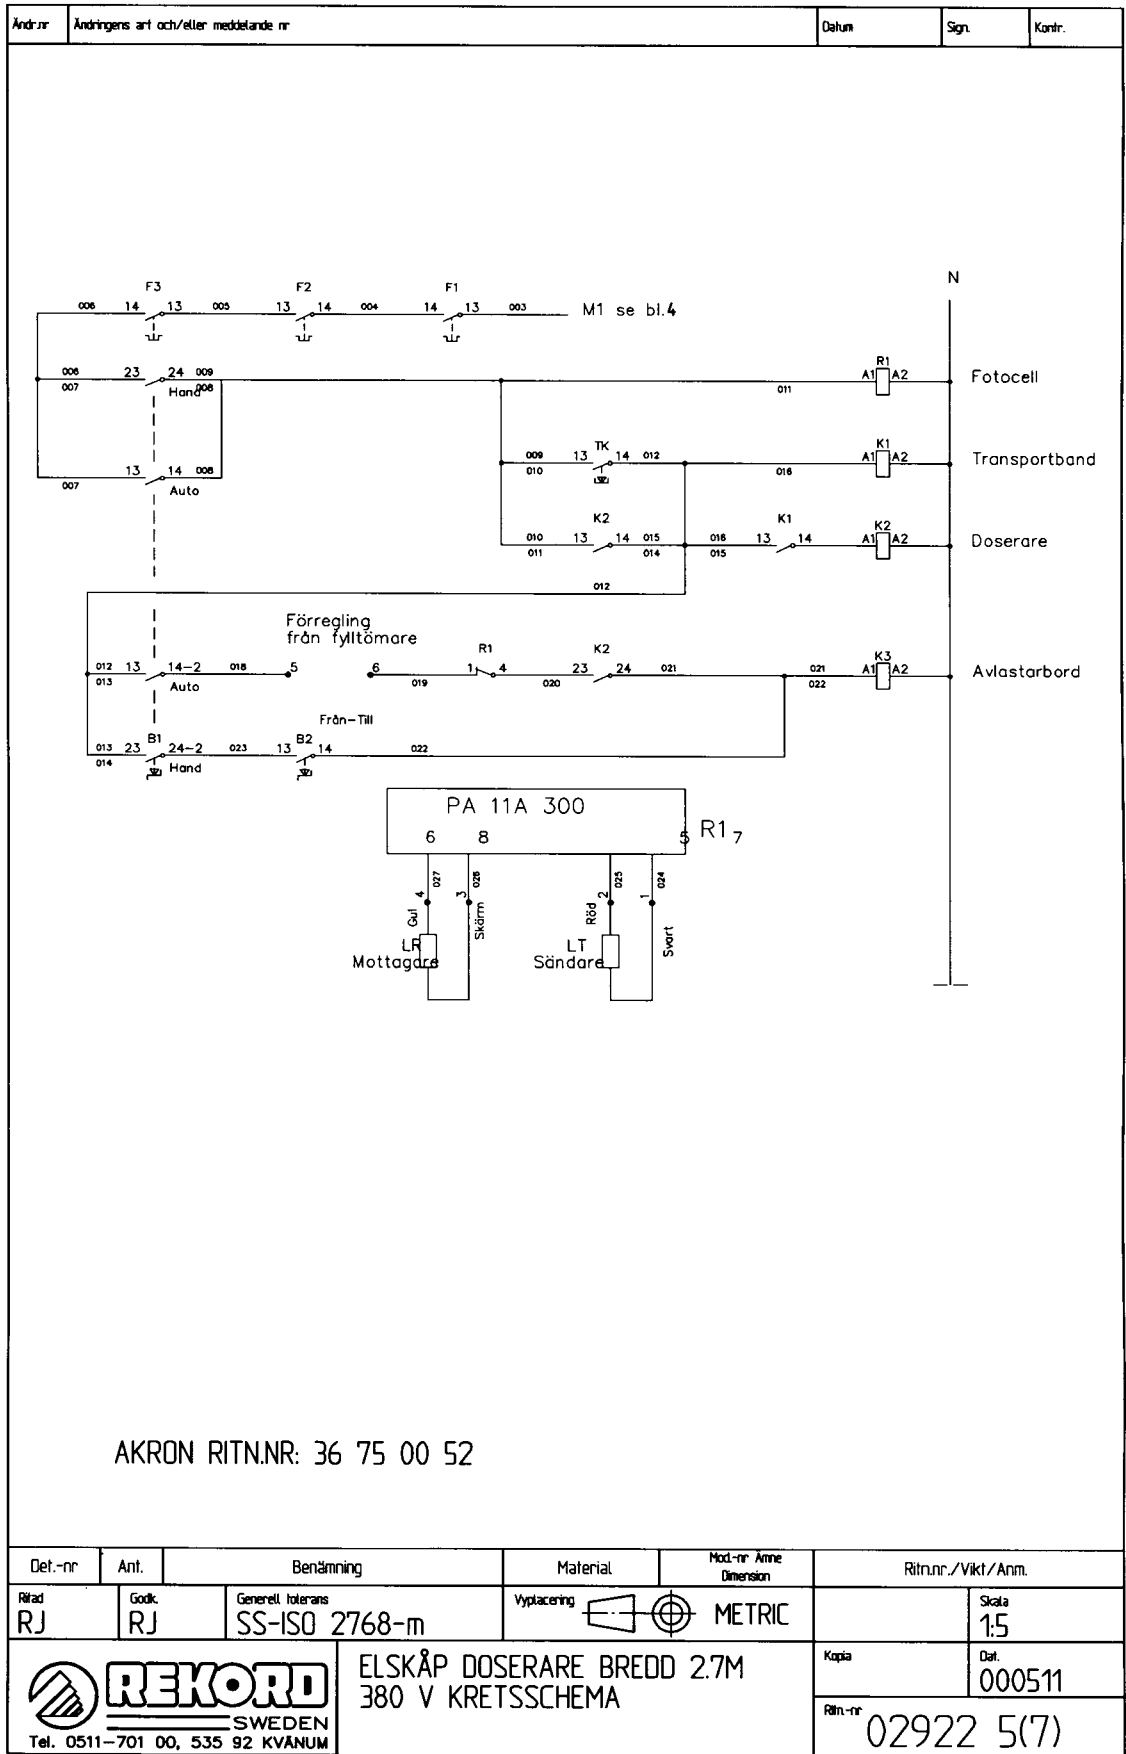 Ändr.nr Ändringens art och/eller meddelande nr Datum Sign. Kontr.
N
F3 F2 F1
006 14 13 005 13 14 004 14 13 003 M1 se bl.4
R1
006 23 24 009 A1 A2 Fotocell
007 Hand 008 011
TK K1
009 13 14 012 A1 A2 Transportband
010 016
13 14 008
007 Auto
K2 K1 K2
010 13 14 015 016 13 14 A1 A2 Doserare
011 014 015
012
Förregling
från fylltömare
R1 K2 K3
012 13 14-2 018 5 6 1 4 23 24 021 021 A1 A2 Avlastarbord
013 Auto 019 020 022
Från-Till
B1 B2
013 23 24-2 023 13 14 022
014 Hand
PA 11A 300
6 8 5 R1 7
027 026 025 024
4 3 2 1
Gul Skärm Röd Svart
LR LT
Mottagare Sändare
AKRON RITN.NR: 36 75 00 52
Det.-nr Ant. Benämning Material Mod.-nr Ämne Dimension Ritn.nr./Vikt/Anm.
Ritad Godk. Generell tolerans Vyplacering Skala
RJ RJ SS-ISO 2768-m METRIC 1:5
REKORD
SWEDEN
Tel. 0511-701 00, 535 92 KVÄNUM
ELSKÅP DOSERARE BREDD 2.7M
380 V KRETSSCHEMA
Kopia Dat.
000511
Ritn-nr
02922 5(7)